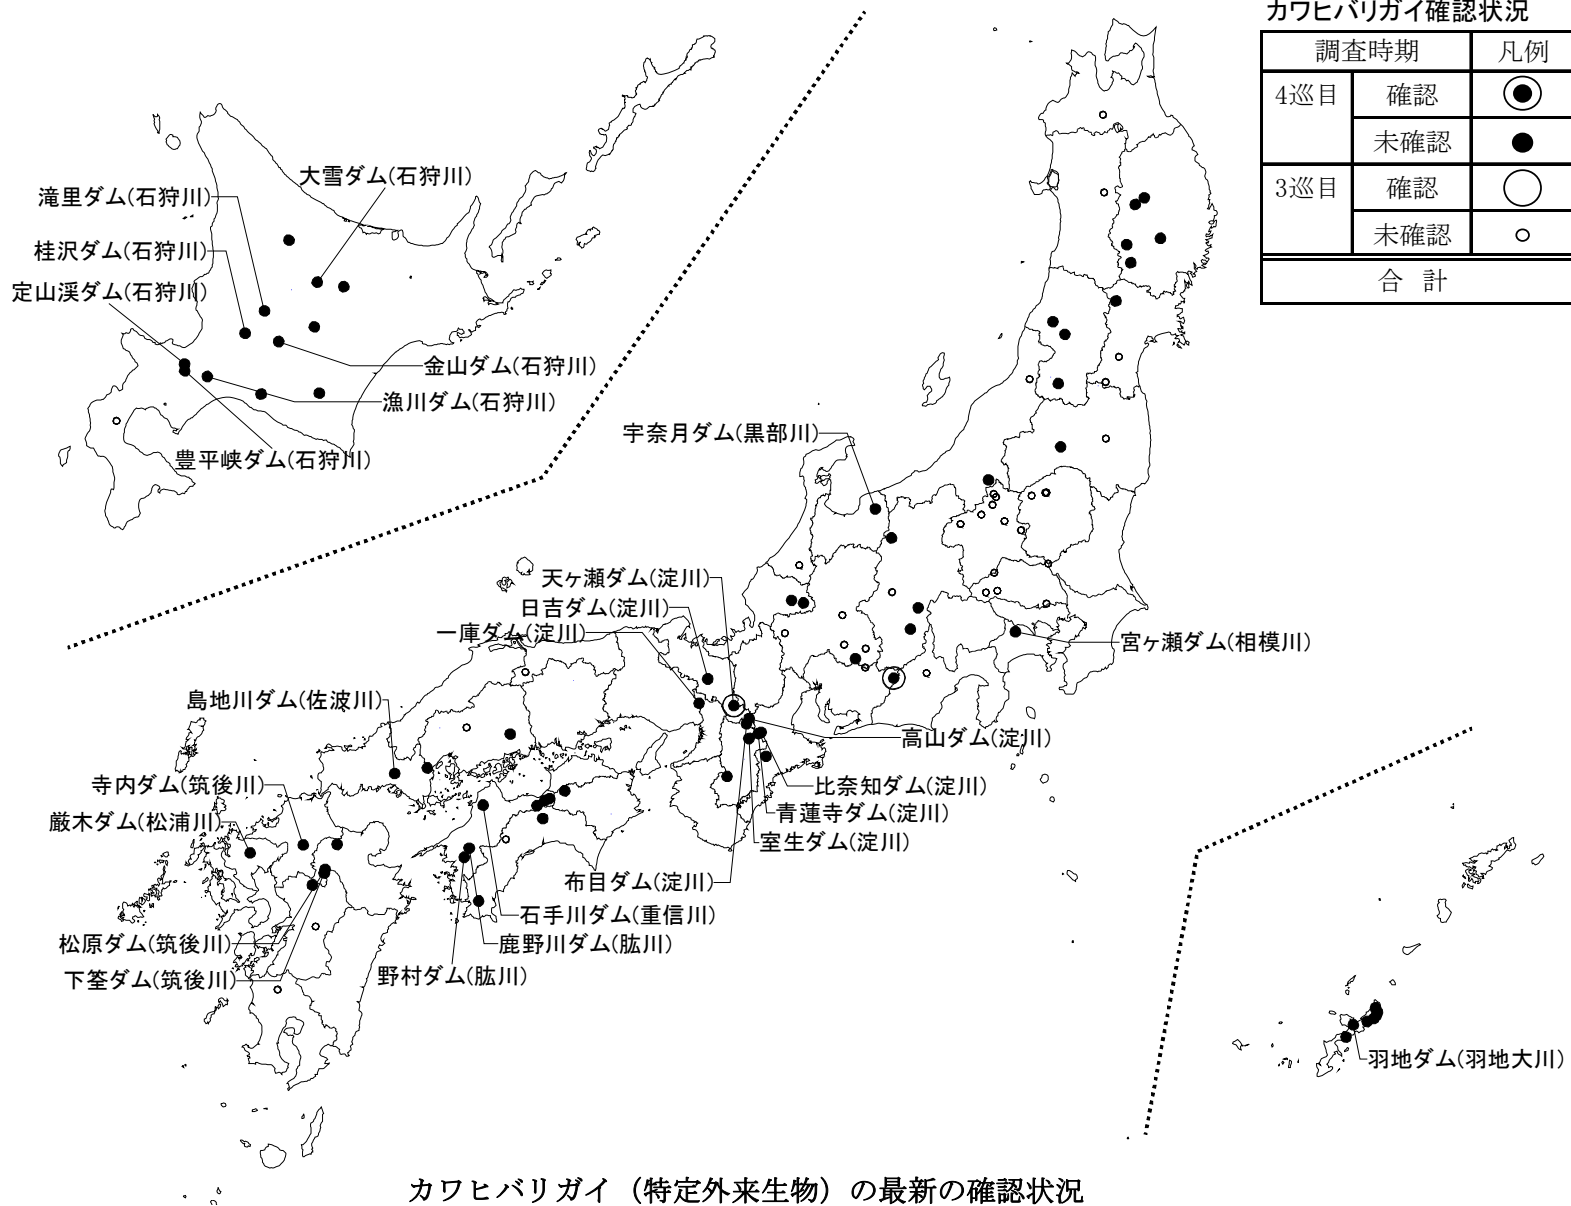 カワヒバリガイ確認状況
調査時期 凡例
4巡目 確認
未確認
3巡目 確認
未確認
合 計
大雪ダム(石狩川)
滝里ダム(石狩川)
桂沢ダム(石狩川)
定山渓ダム(石狩川)
金山ダム(石狩川)
漁川ダム(石狩川)
豊平峡ダム(石狩川)
宇奈月ダム(黒部川)
天ヶ瀬ダム(淀川)
日吉ダム(淀川)
一庫ダム(淀川)
宮ヶ瀬ダム(相模川)
島地川ダム(佐波川)
高山ダム(淀川)
寺内ダム(筑後川)
比奈知ダム(淀川)
青蓮寺ダム(淀川)
厳木ダム(松浦川)
室生ダム(淀川)
布目ダム(淀川)
石手川ダム(重信川)
松原ダム(筑後川)
鹿野川ダム(肱川)
下筌ダム(筑後川)
野村ダム(肱川)
羽地ダム(羽地大川)
カワヒバリガイ（特定外来生物）の最新の確認状況